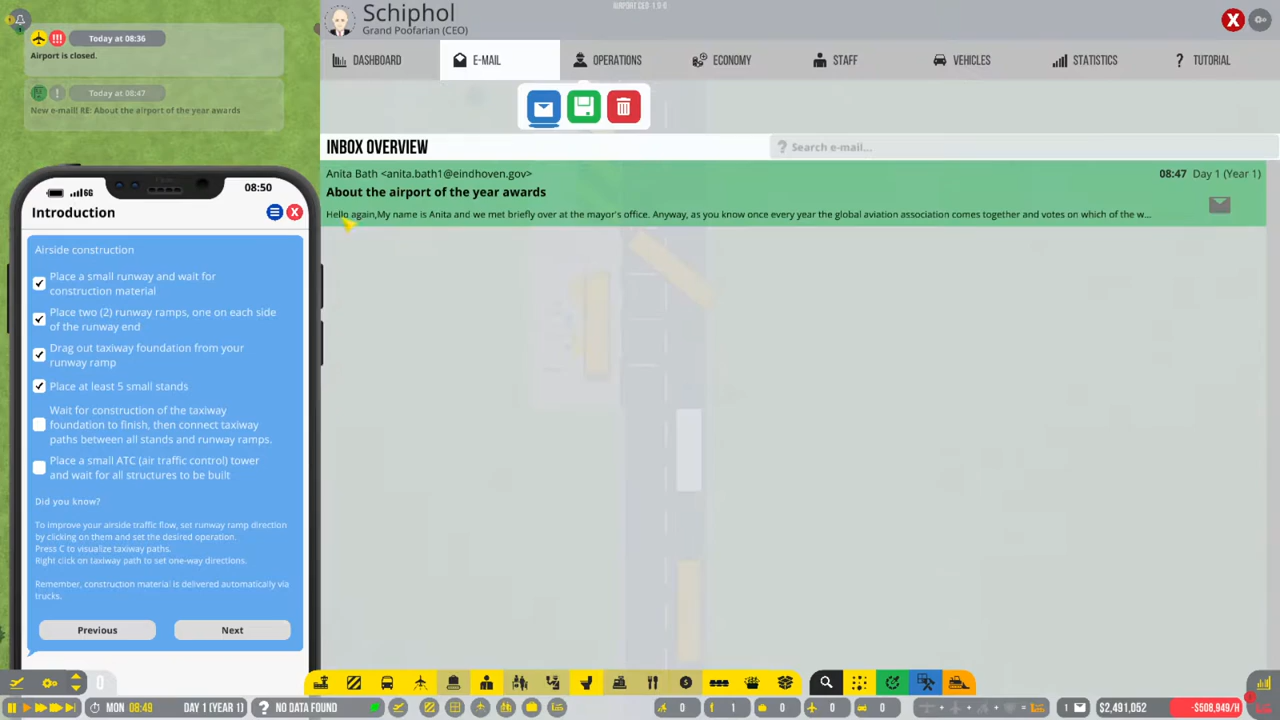 AIRPORT CEO 1.0-0
Schiphol
Grand Poofarian (CEO)
Today at 08:36
Airport is closed.
Today at 08:47
New e-mail! RE: About the airport of the year awards
DASHBOARD
E-MAIL
OPERATIONS
ECONOMY
STAFF
VEHICLES
STATISTICS
TUTORIAL
INBOX OVERVIEW
Search e-mail...
Anita Bath <anita.bath1@eindhoven.gov>
08:47 Day 1 (Year 1)
About the airport of the year awards
Hello again,My name is Anita and we met briefly over at the mayor's office. Anyway, as you know once every year the global aviation association comes together and votes on which of the w...
6G
08:50
Introduction
Airside construction
Place a small runway and wait for
construction material
Place two (2) runway ramps, one on each side
of the runway end
Drag out taxiway foundation from your
runway ramp
Place at least 5 small stands
Wait for construction of the taxiway
foundation to finish, then connect taxiway
paths between all stands and runway ramps.
Place a small ATC (air traffic control) tower
and wait for all structures to be built
Did you know?
To improve your airside traffic flow, set runway ramp direction
by clicking on them and set the desired operation.
Press C to visualize taxiway paths.
Right click on taxiway path to set one-way directions.
Remember, construction material is delivered automatically via
trucks.
Previous
Next
0
MON 08:49
DAY 1 (YEAR 1)
NO DATA FOUND
0
1
0
0
1
$2,491,052
-$508,949/H